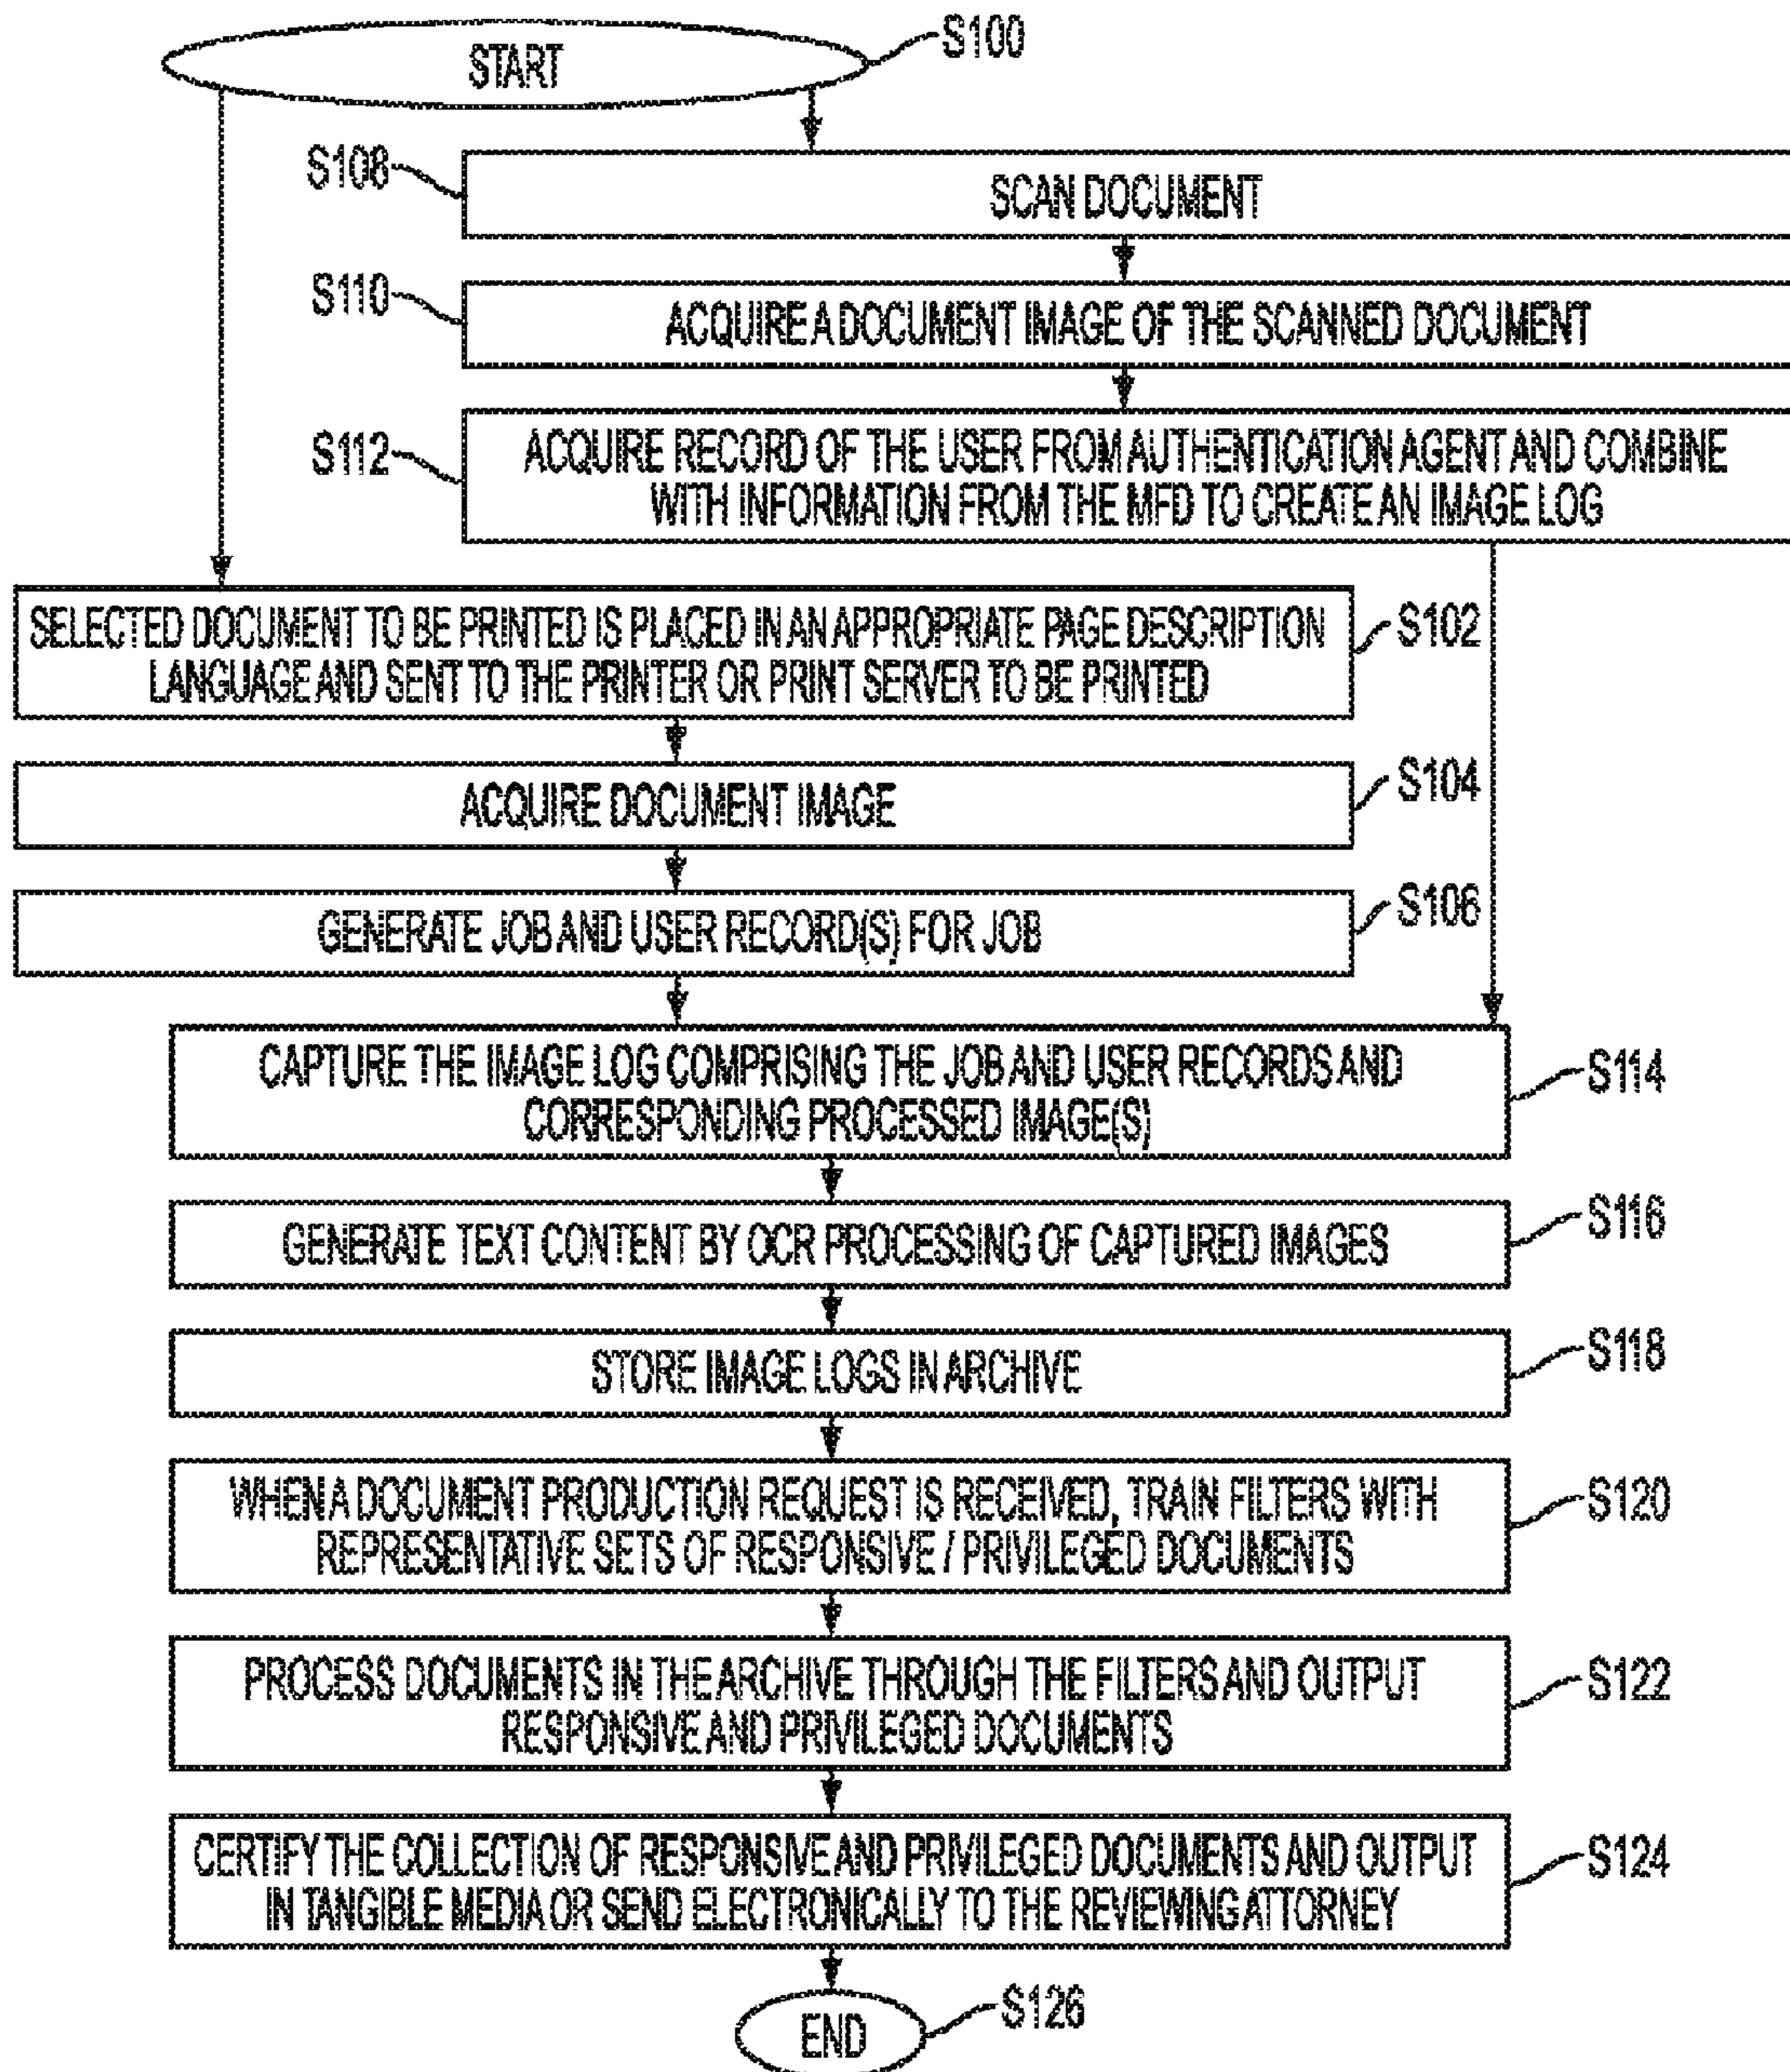 START
S100
S108
SCAN DOCUMENT
S110
ACQUIRE A DOCUMENT IMAGE OF THE SCANNED DOCUMENT
S112
ACQUIRE RECORD OF THE USER FROM AUTHENTICATION AGENT AND COMBINE
WITH INFORMATION FROM THE MFD TO CREATE AN IMAGE LOG
SELECTED DOCUMENT TO BE PRINTED IS PLACED IN AN APPROPRIATE PAGE DESCRIPTION
LANGUAGE AND SENT TO THE PRINTER OR PRINT SERVER TO BE PRINTED
S102
ACQUIRE DOCUMENT IMAGE
S104
GENERATE JOB AND USER RECORD(S) FOR JOB
S106
CAPTURE THE IMAGE LOG COMPRISING THE JOB AND USER RECORDS AND
CORRESPONDING PROCESSED IMAGE(S)
S114
GENERATE TEXT CONTENT BY OCR PROCESSING OF CAPTURED IMAGES
S116
STORE IMAGE LOGS IN ARCHIVE
S118
WHEN A DOCUMENT PRODUCTION REQUEST IS RECEIVED, TRAIN FILTERS WITH
REPRESENTATIVE SETS OF RESPONSIVE / PRIVILEGED DOCUMENTS
S120
PROCESS DOCUMENTS IN THE ARCHIVE THROUGH THE FILTERS AND OUTPUT
RESPONSIVE AND PRIVILEGED DOCUMENTS
S122
CERTIFY THE COLLECTION OF RESPONSIVE AND PRIVILEGED DOCUMENTS AND OUTPUT
IN TANGIBLE MEDIA OR SEND ELECTRONICALLY TO THE REVIEWING ATTORNEY
S124
END
S126